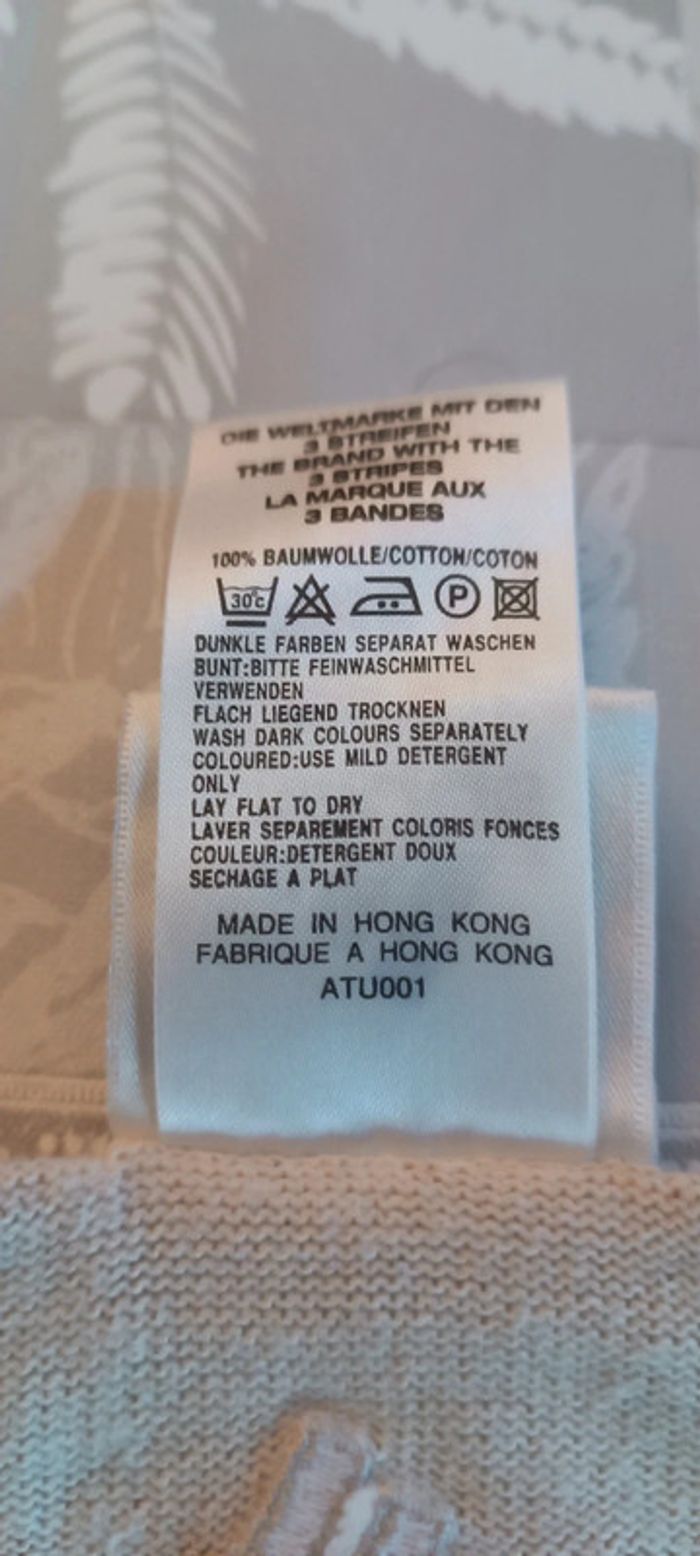 DIE WELTMARKE MIT DEN
3 STREIFEN
THE BRAND WITH THE
3 STRIPES
LA MARQUE AUX
3 BANDES
100% BAUMWOLLE/COTTON/COTON
30°C P
DUNKLE FARBEN SEPARAT WASCHEN
BUNT:BITTE FEINWASCHMITTEL
VERWENDEN
FLACH LIEGEND TROCKNEN
WASH DARK COLOURS SEPARATELY
COLOURED:USE MILD DETERGENT
ONLY
LAY FLAT TO DRY
LAVER SEPAREMENT COLORIS FONCES
COULEUR:DETERGENT DOUX
SECHAGE A PLAT
MADE IN HONG KONG
FABRIQUE A HONG KONG
ATU001